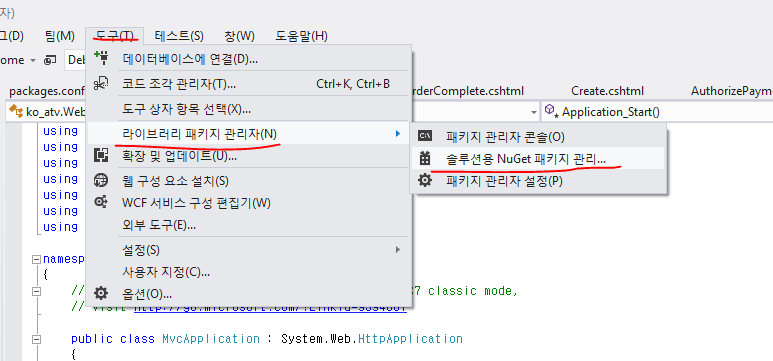 자)
그(D) 팀(M) 도구(T) 테스트(S) 창(W) 도움말(H)
ome Deb
데이터베이스에 연결(D)...
packages.conf
코드 조각 관리자(T)... Ctrl+K, Ctrl+B
rderComplete.cshtml Create.cshtml AuthorizePaym
도구 상자 항목 선택(X)...
ko_atv.Web
Application_Start()
라이브러리 패키지 관리자(N)
패키지 관리자 콘솔(O)
솔루션용 NuGet 패키지 관리...
패키지 관리자 설정(P)
확장 및 업데이트(U)...
웹 구성 요소 설치(S)
WCF 서비스 구성 편집기(W)
외부 도구(E)...
설정(S)
사용자 지정(C)...
옵션(O)...
using
using
using
using
using
using
namesp
{
// 7 classic mode,
// visit http://go.microsoft.com/?LinkId=9394801
public class MvcApplication : System.Web.HttpApplication
{